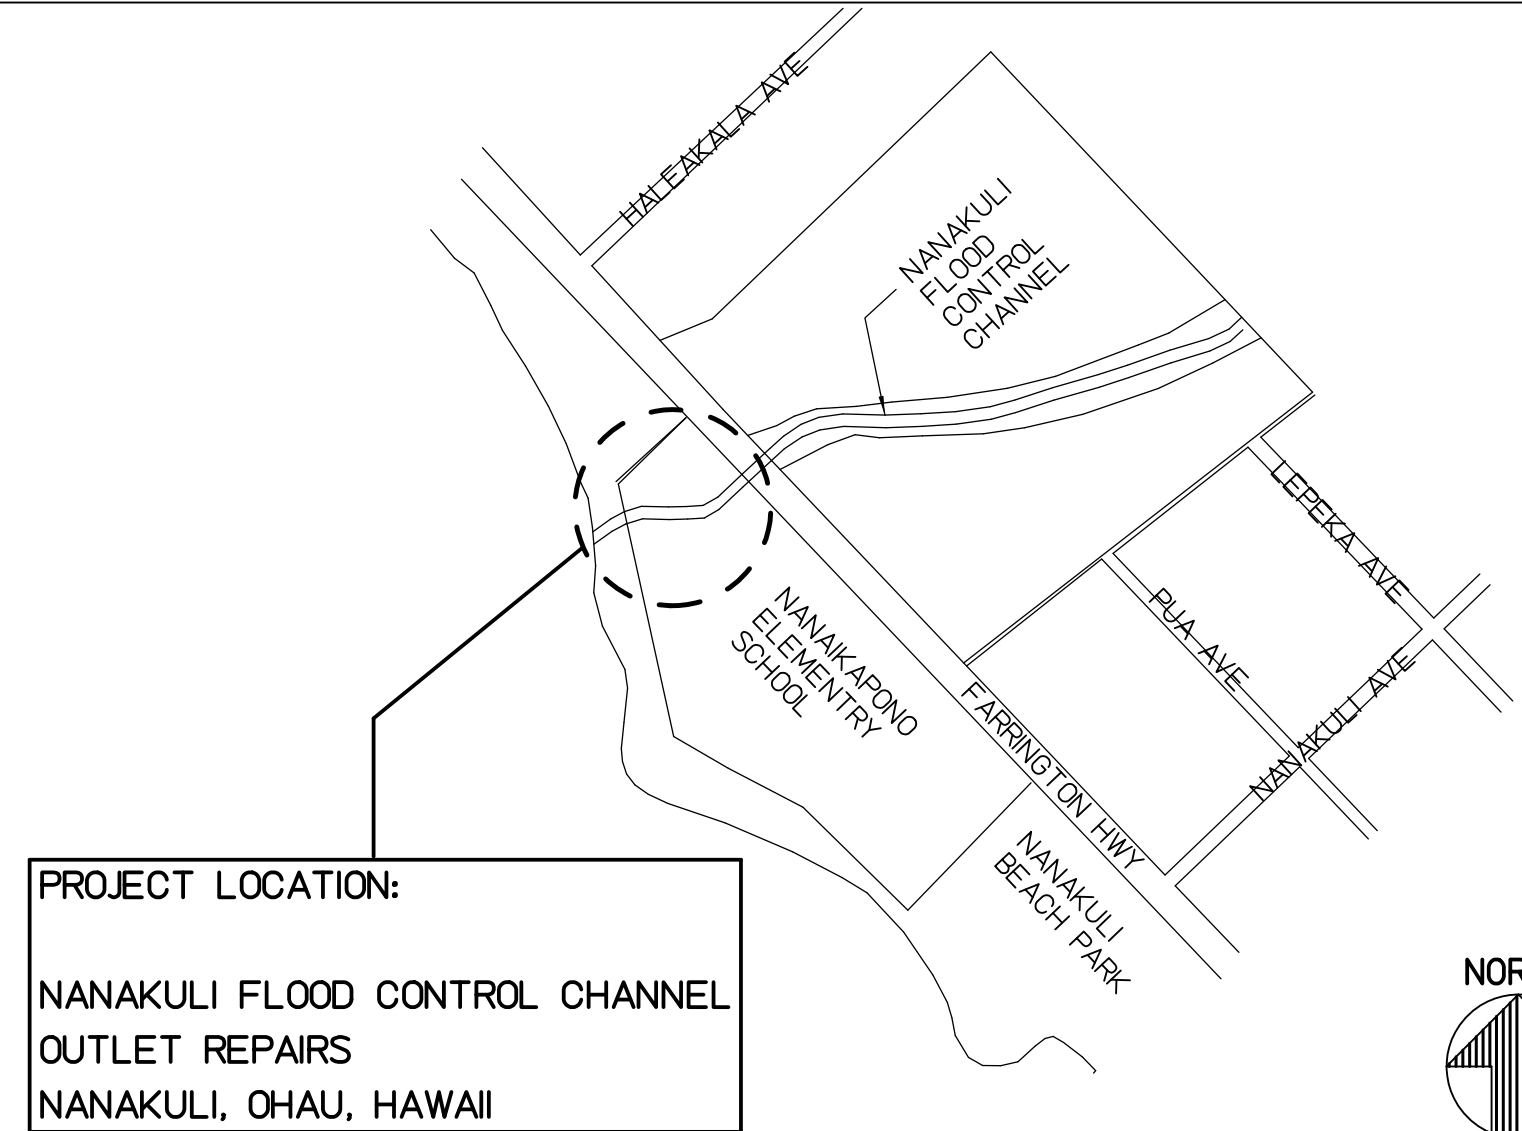 HALEAKALA AVE
NANAKULI
FLOOD
CONTROL
CHANNEL
LEPEKA AVE
PUA AVE
NANAKULI AVE
NANAIKAPONO
ELEMENTRY
SCHOOL
FARRINGTON HWY
NANAKULI
BEACH PARK
PROJECT LOCATION:
NANAKULI FLOOD CONTROL CHANNEL
OUTLET REPAIRS
NANAKULI, OHAU, HAWAII
NOR